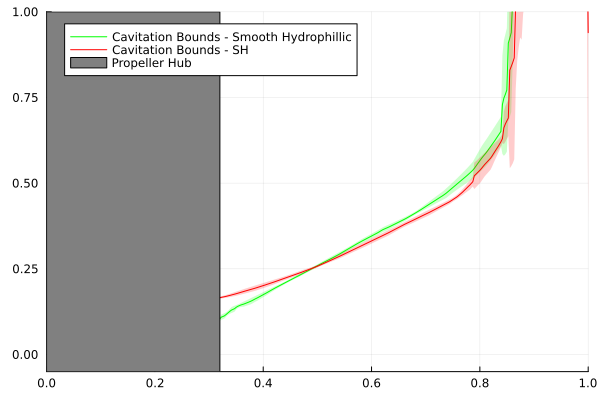 1.00
Cavitation Bounds - Smooth Hydrophillic
Cavitation Bounds - SH
Propeller Hub
0.75
0.50
0.25
0.00
0.0 0.2 0.4 0.6 0.8 1.0